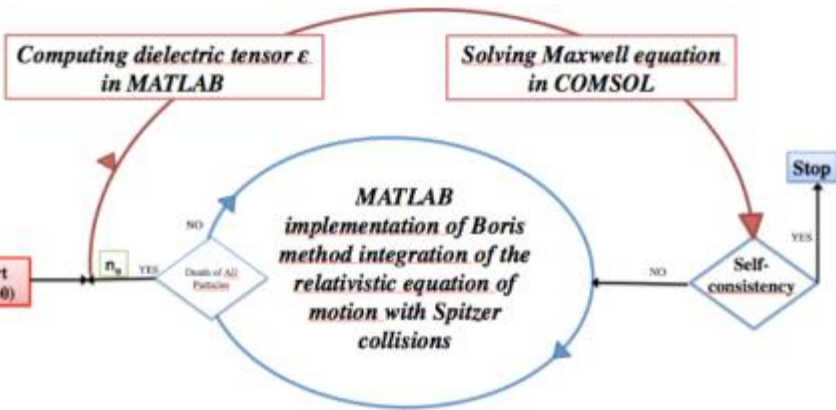 Computing dielectric tensor ε
in MATLAB
Solving Maxwell equation
in COMSOL
Stop
MATLAB
implementation of Boris
method integration of the
relativistic equation of
motion with Spitzer
collisions
NO
YES
Death of All
Particles
NO
YES
Self-
consistency